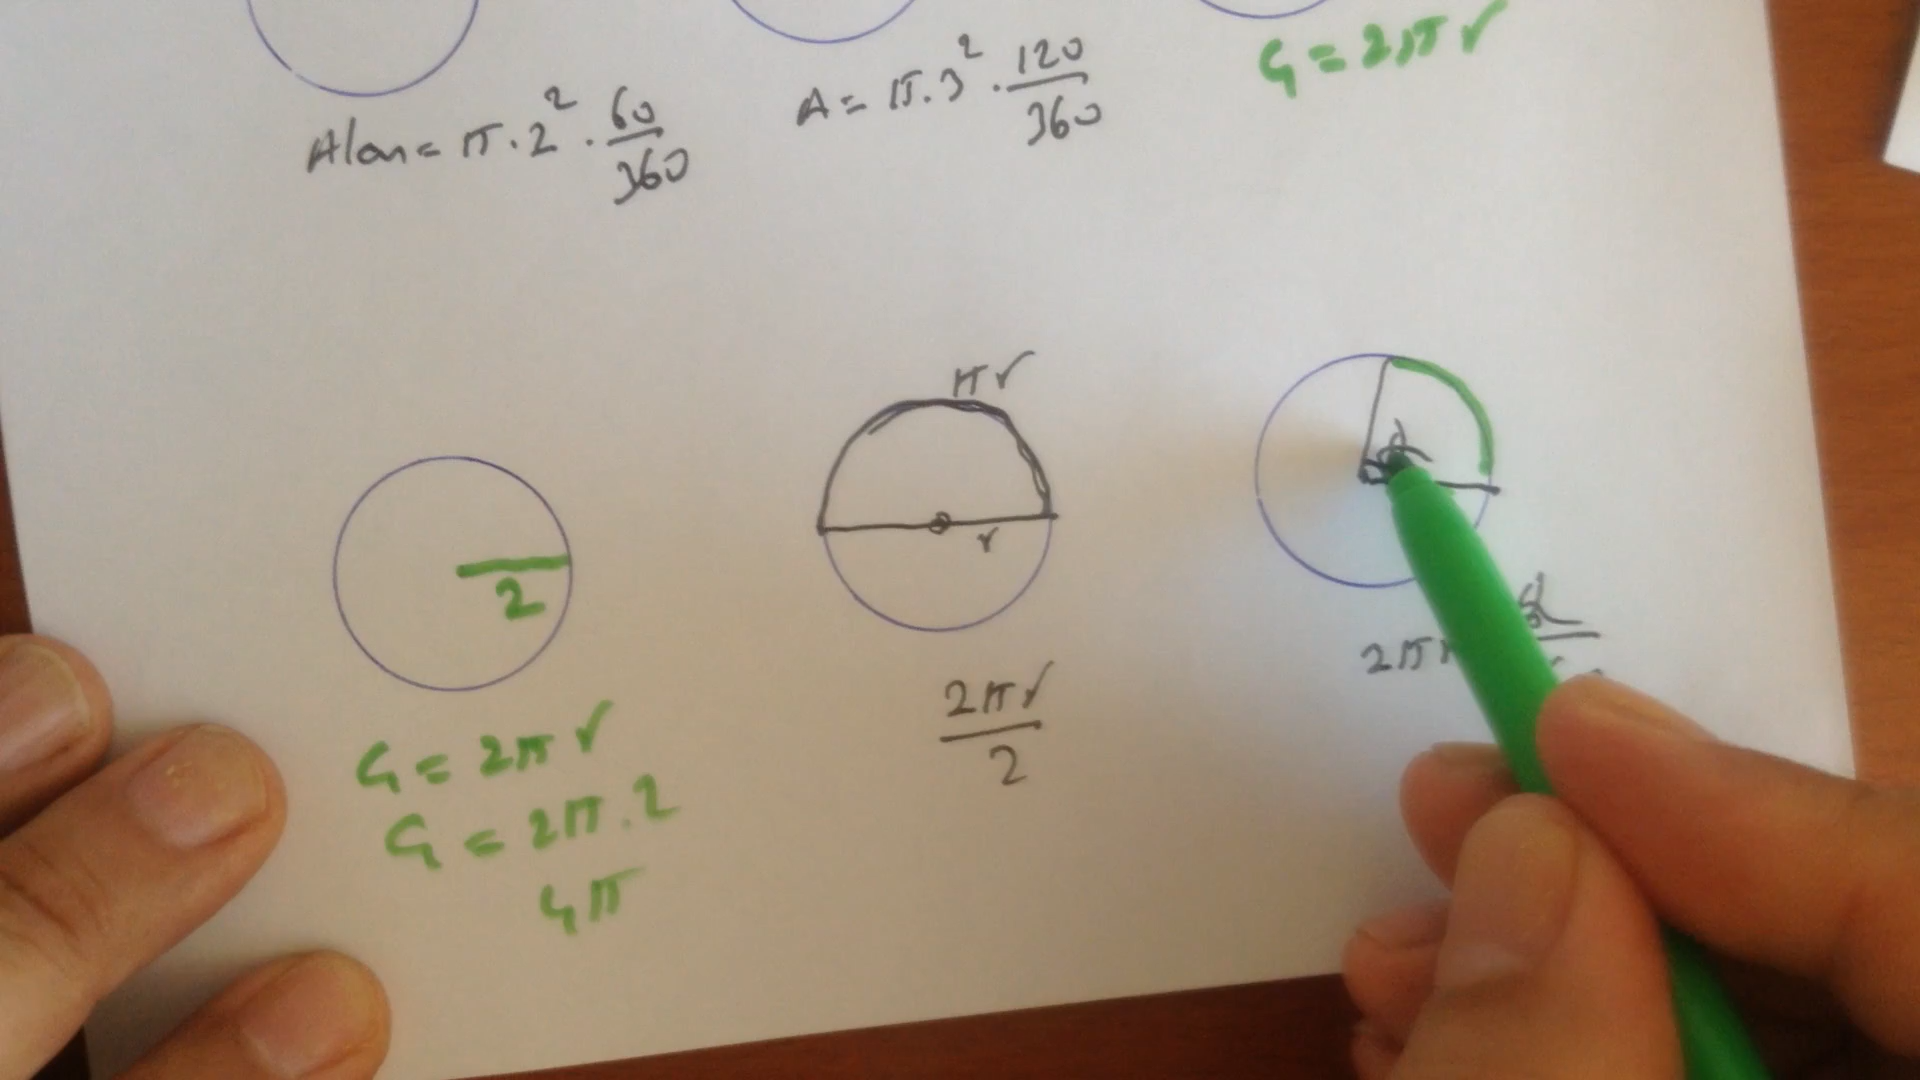 Alan = π . 2² . 60/360
A = π . 3² . 120/360
Ç = 2πr
2
Ç = 2πr
Ç = 2π . 2
4π
πr
r
2πr/2
α
2πr
α